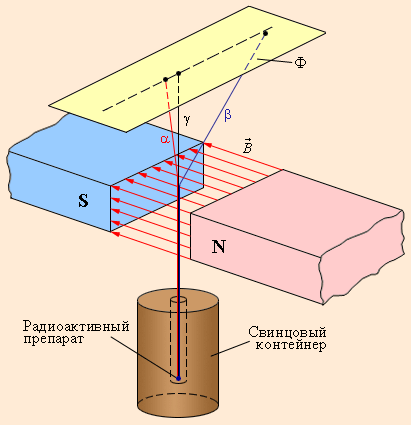 Φ
γ
β
α
B
S
N
Радиоактивный
препарат
Свинцовый
контейнер